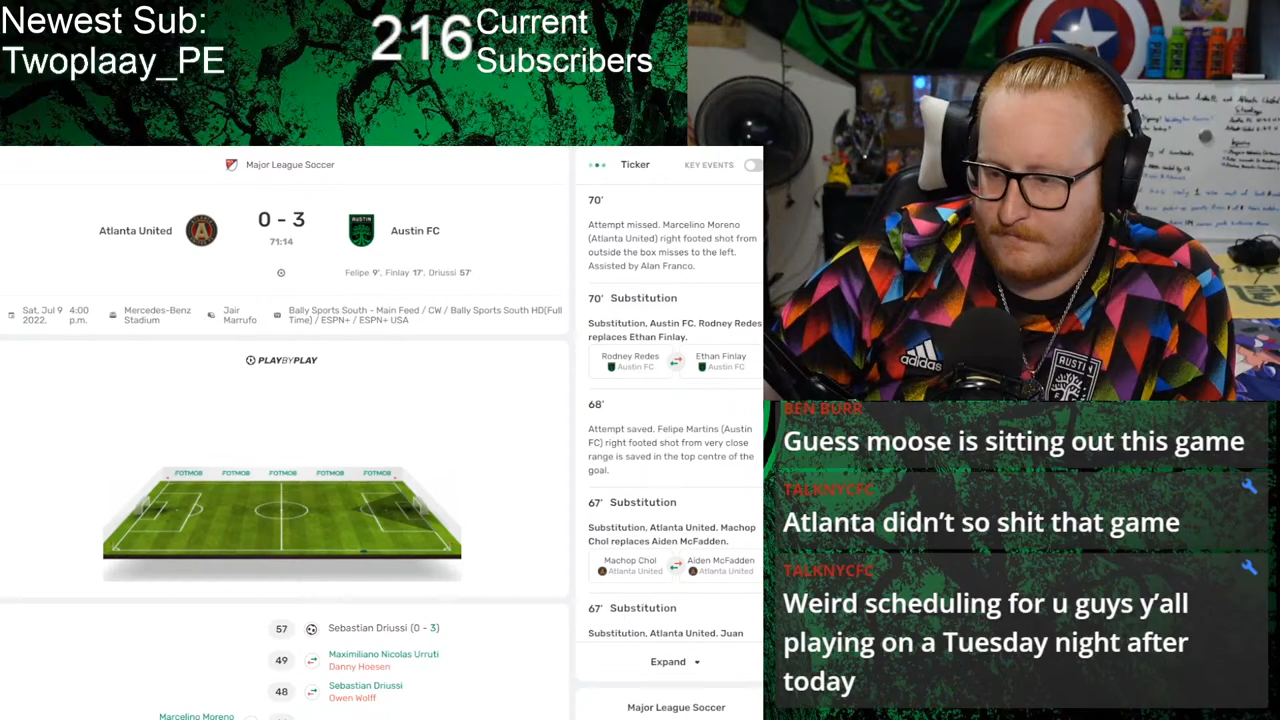 Newest Sub:
Twoplaay_PE
216
Current
Subscribers
Major League Soccer
Atlanta United
0 - 3
71:14
AUSTIN
Austin FC
Felipe 9', Finlay 17', Driussi 57'
Sat, Jul 9
2022,
4:00
p.m.
Mercedes-Benz
Stadium
Jair
Marrufo
Bally Sports South - Main Feed / CW / Bally Sports South HD(Full
Time) / ESPN+ / ESPN+ USA
PLAYBYPLAY
FOTMOB FOTMOB FOTMOB FOTMOB FOTMOB
57
Sebastian Driussi (0 - 3)
49
Maximiliano Nicolas Urruti
Danny Hoesen
48
Sebastian Driussi
Owen Wolff
Marcelino Moreno
Ticker
KEY EVENTS
70'
Attempt missed. Marcelino Moreno
(Atlanta United) right footed shot from
outside the box misses to the left.
Assisted by Alan Franco.
70' Substitution
Substitution, Austin FC. Rodney Redes
replaces Ethan Finlay.
Rodney Redes
Austin FC
Ethan Finlay
Austin FC
68'
Attempt saved. Felipe Martins (Austin
FC) right footed shot from very close
range is saved in the top centre of the
goal.
67' Substitution
Substitution, Atlanta United. Machop
Chol replaces Aiden McFadden.
Machop Chol
Atlanta United
Aiden McFadden
Atlanta United
67' Substitution
Substitution, Atlanta United. Juan
Expand
Major League Soccer
adidas
AUSTIN
BEN BURR
Guess moose is sitting out this game
TALKNYCFC
Atlanta didn't so shit that game
TALKNYCFC
Weird scheduling for u guys y'all
playing on a Tuesday night after
today